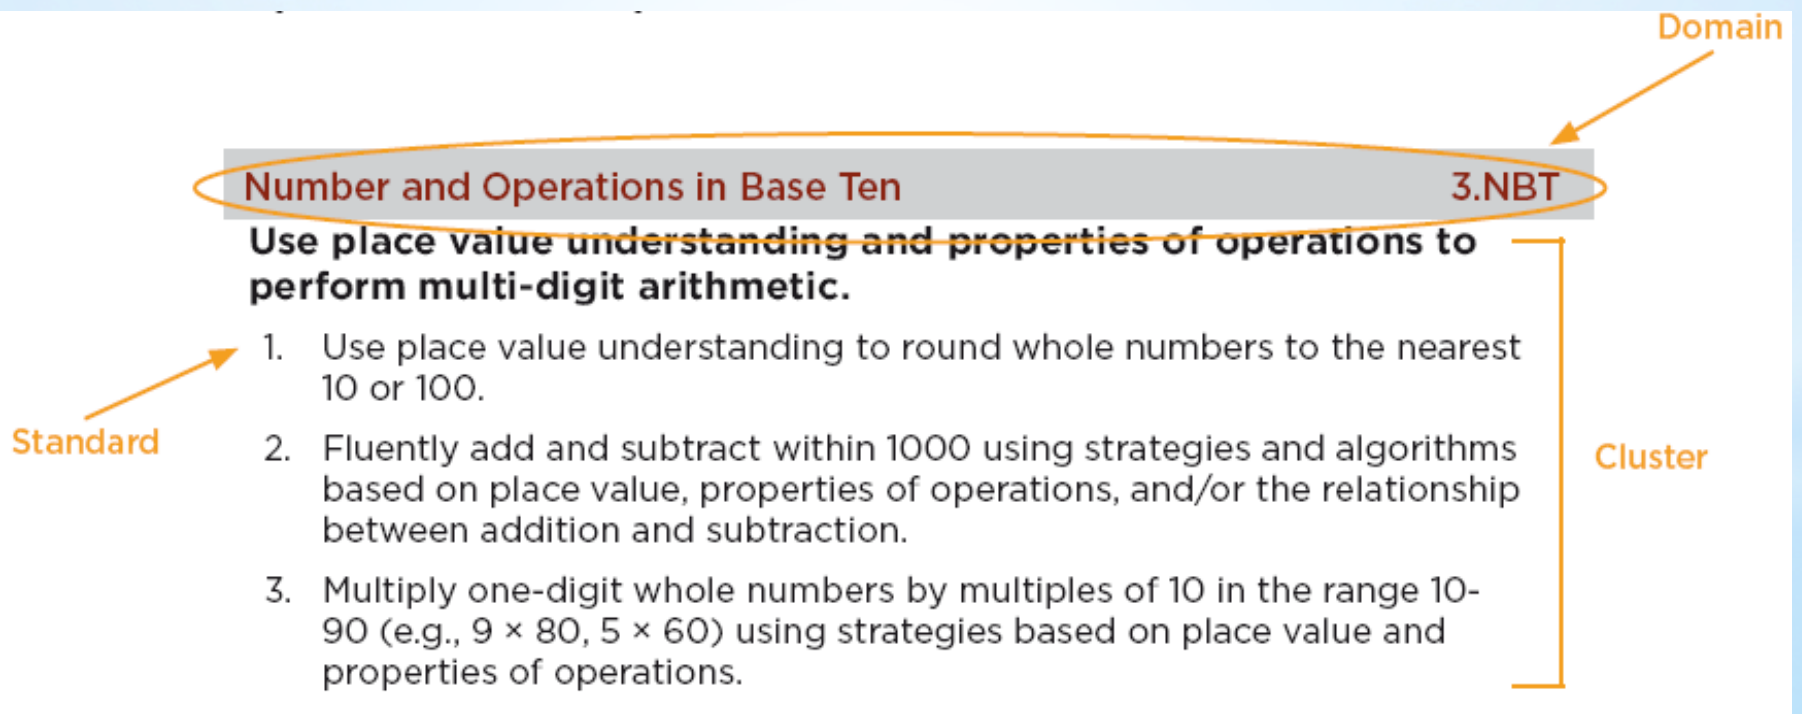 Domain
Number and Operations in Base Ten 3.NBT
Use place value understanding and properties of operations to
perform multi-digit arithmetic.
1. Use place value understanding to round whole numbers to the nearest
10 or 100.
Standard
2. Fluently add and subtract within 1000 using strategies and algorithms
Cluster
based on place value, properties of operations, and/or the relationship
between addition and subtraction.
3. Multiply one-digit whole numbers by multiples of 10 in the range 10-
90 (e.g., 9 × 80, 5 × 60) using strategies based on place value and
properties of operations.